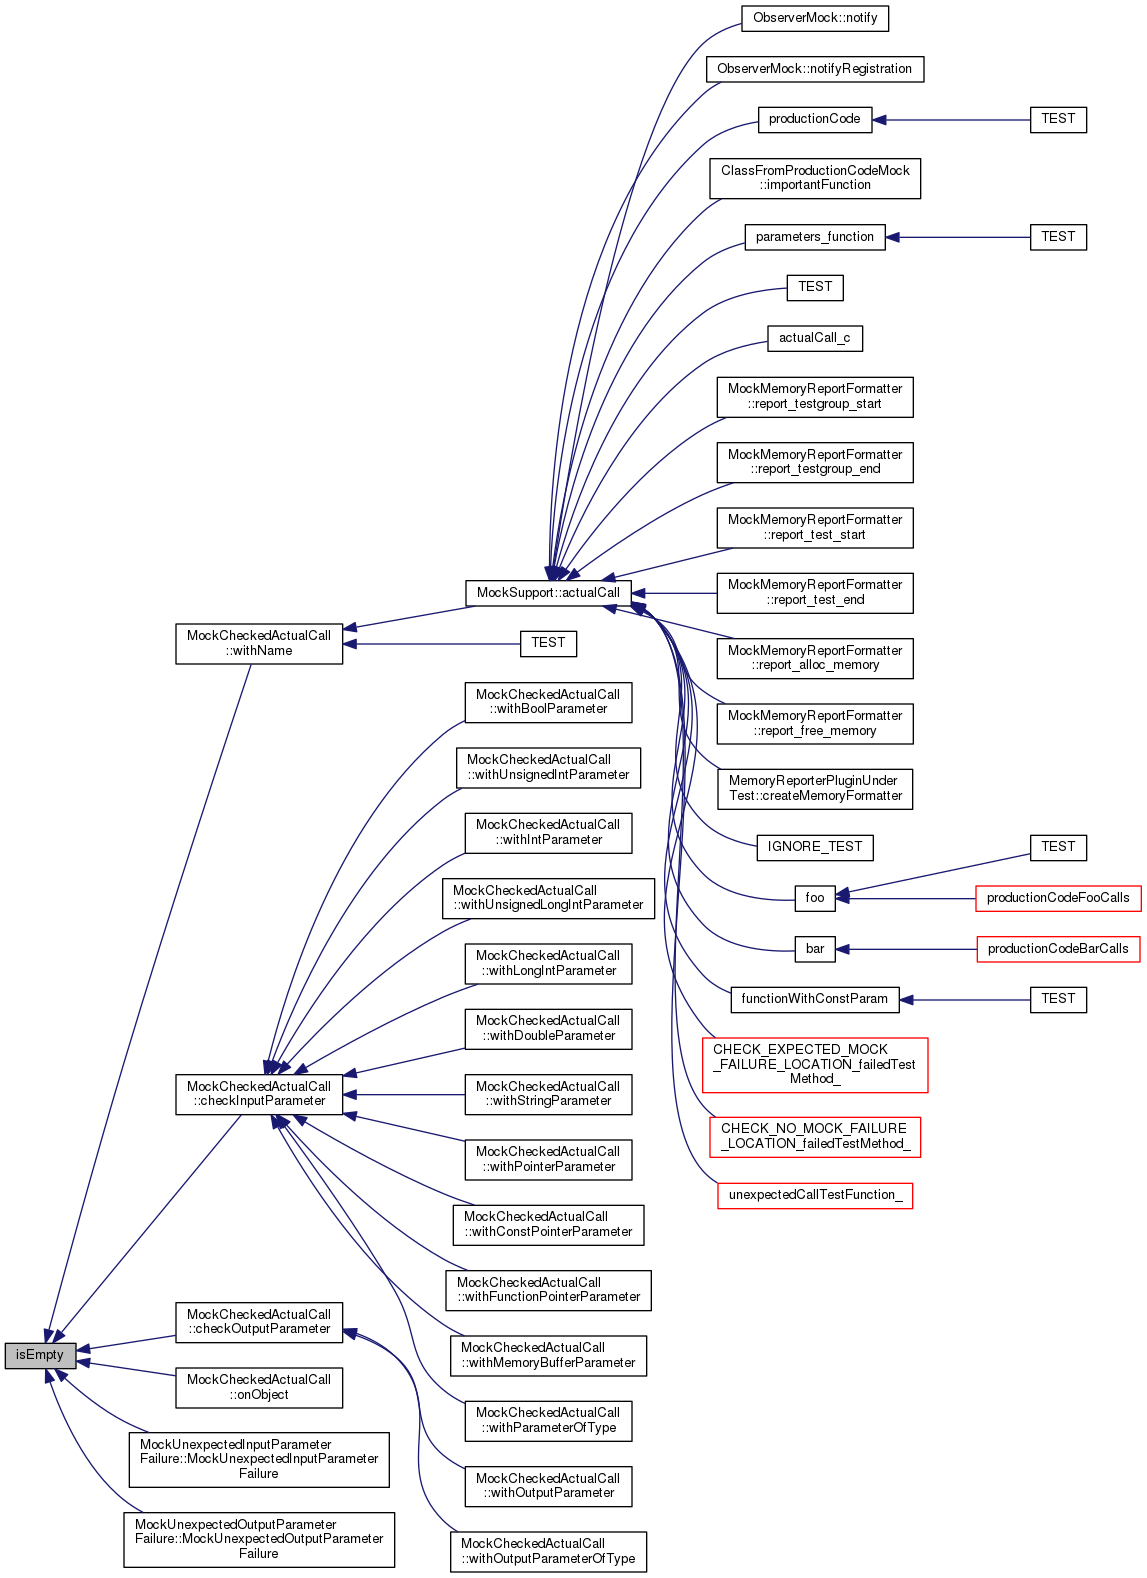 ObserverMock::notify
ObserverMock::notifyRegistration
productionCode
TEST
ClassFromProductionCodeMock
::importantFunction
parameters_function
TEST
TEST
actualCall_c
MockMemoryReportFormatter
::report_testgroup_start
MockMemoryReportFormatter
::report_testgroup_end
MockMemoryReportFormatter
::report_test_start
MockSupport::actualCall
MockMemoryReportFormatter
::report_test_end
MockCheckedActualCall
::withName
TEST
MockMemoryReportFormatter
::report_alloc_memory
MockCheckedActualCall
::withBoolParameter
MockMemoryReportFormatter
::report_free_memory
MockCheckedActualCall
::withUnsignedIntParameter
MemoryReporterPluginUnder
Test::createMemoryFormatter
MockCheckedActualCall
::withIntParameter
IGNORE_TEST
TEST
MockCheckedActualCall
::withUnsignedLongIntParameter
foo
productionCodeFooCalls
MockCheckedActualCall
::withLongIntParameter
bar
productionCodeBarCalls
MockCheckedActualCall
::withDoubleParameter
functionWithConstParam
TEST
CHECK_EXPECTED_MOCK
_FAILURE_LOCATION_failedTest
Method_
MockCheckedActualCall
::checkInputParameter
MockCheckedActualCall
::withStringParameter
CHECK_NO_MOCK_FAILURE
_LOCATION_failedTestMethod_
MockCheckedActualCall
::withPointerParameter
unexpectedCallTestFunction_
MockCheckedActualCall
::withConstPointerParameter
MockCheckedActualCall
::withFunctionPointerParameter
MockCheckedActualCall
::checkOutputParameter
isEmpty
MockCheckedActualCall
::withMemoryBufferParameter
MockCheckedActualCall
::onObject
MockCheckedActualCall
::withParameterOfType
MockUnexpectedInputParameter
Failure::MockUnexpectedInputParameter
Failure
MockCheckedActualCall
::withOutputParameter
MockUnexpectedOutputParameter
Failure::MockUnexpectedOutputParameter
Failure
MockCheckedActualCall
::withOutputParameterOfType